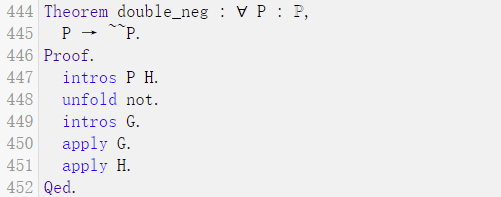 444 Theorem double_neg : ∀ P : ℙ,
445   P → ~~P.
446 Proof.
447   intros P H.
448   unfold not.
449   intros G.
450   apply G.
451   apply H.
452 Qed.